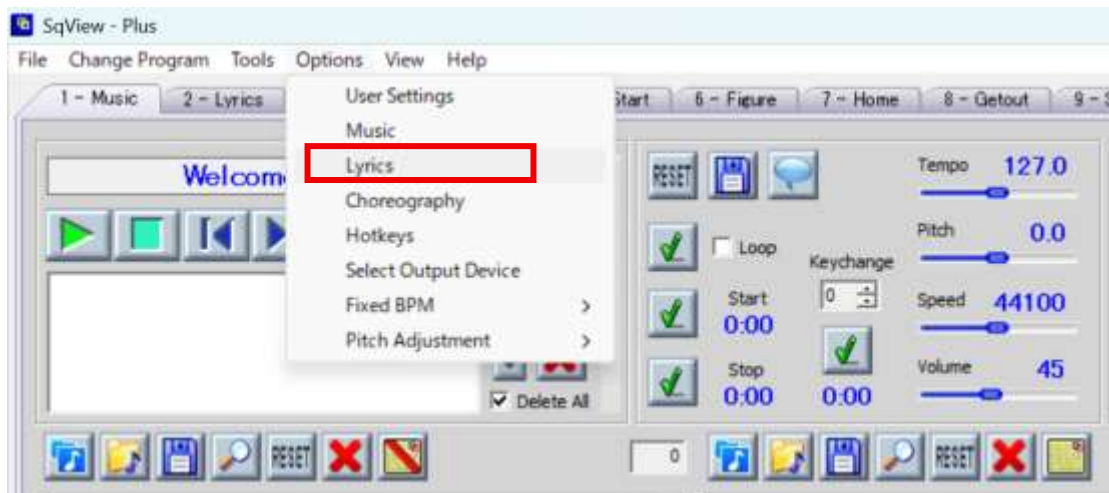 SqView - Plus
File Change Program Tools Options View Help
1 - Music 2 - Lyrics Start 6 - Figure 7 - Home 8 - Getout 9 -
User Settings
Music
Lyrics
Choreography
Hotkeys
Select Output Device
Fixed BPM
Pitch Adjustment
Welcom
Delete All
RESET
0
RESET
Loop
Keychange
0
Start
0:00
Stop
0:00
0:00
Tempo 127.0
Pitch 0.0
Speed 44100
Volume 45
RESET